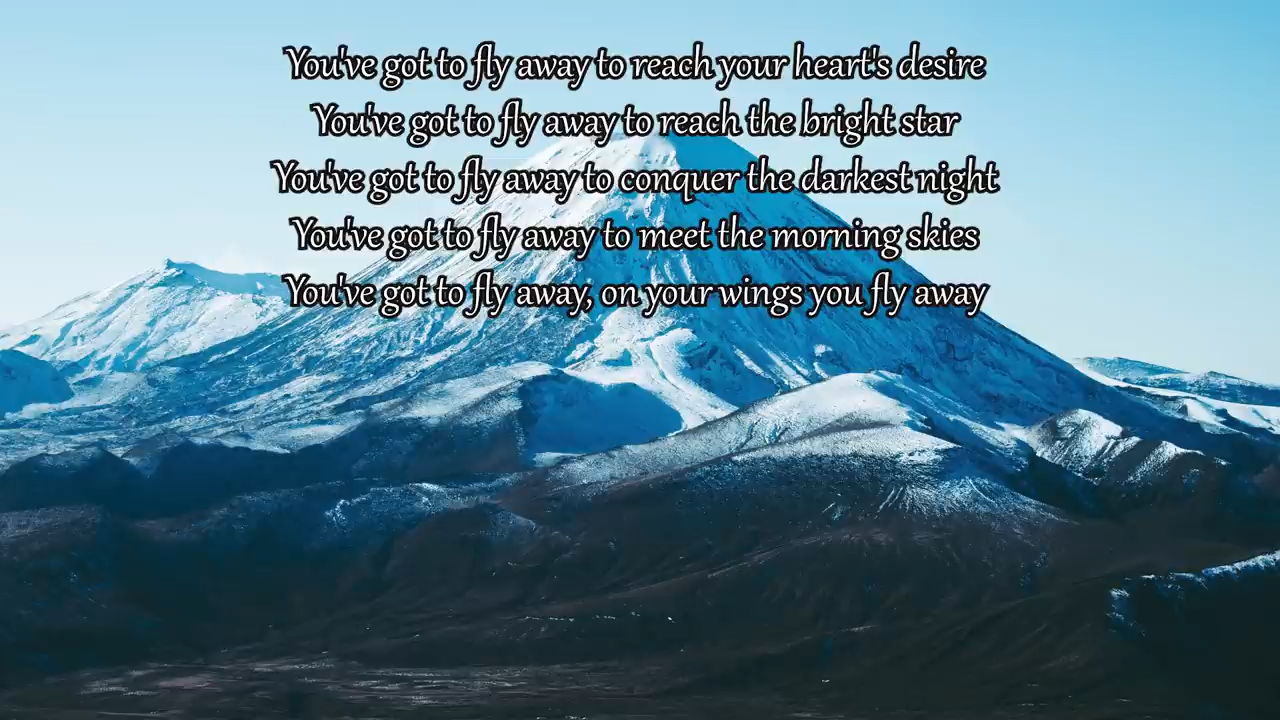 You've got to fly away to reach your heart's desire
You've got to fly away to reach the bright star
You've got to fly away to conquer the darkest night
You've got to fly away to meet the morning skies
You've got to fly away, on your wings you fly away